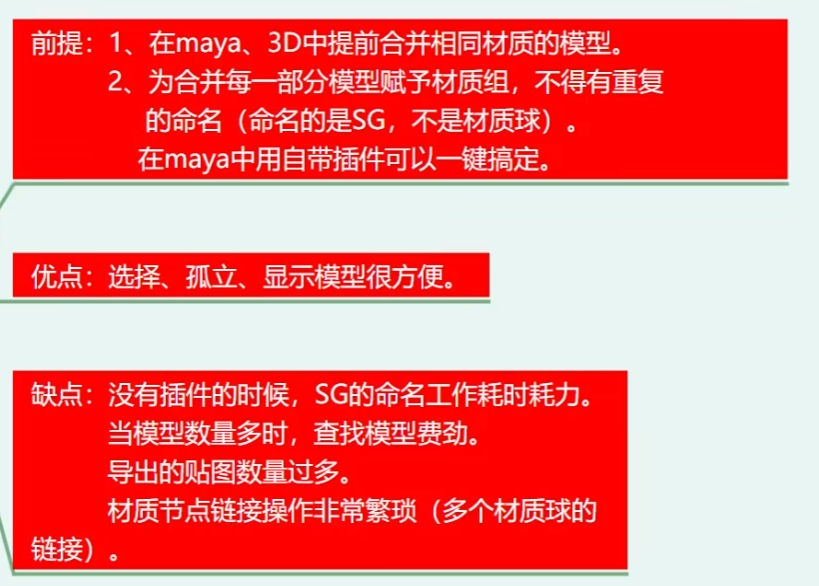 前提：1、在maya、3D中提前合并相同材质的模型。
2、为合并每一部分模型赋予材质组，不得有重复
的命名（命名的是SG，不是材质球）。
在maya中用自带插件可以一键搞定。
优点：选择、孤立、显示模型很方便。
缺点：没有插件的时候，SG的命名工作耗时耗力。
当模型数量多时，查找模型费劲。
导出的贴图数量过多。
材质节点链接操作非常繁琐（多个材质球的
链接）。